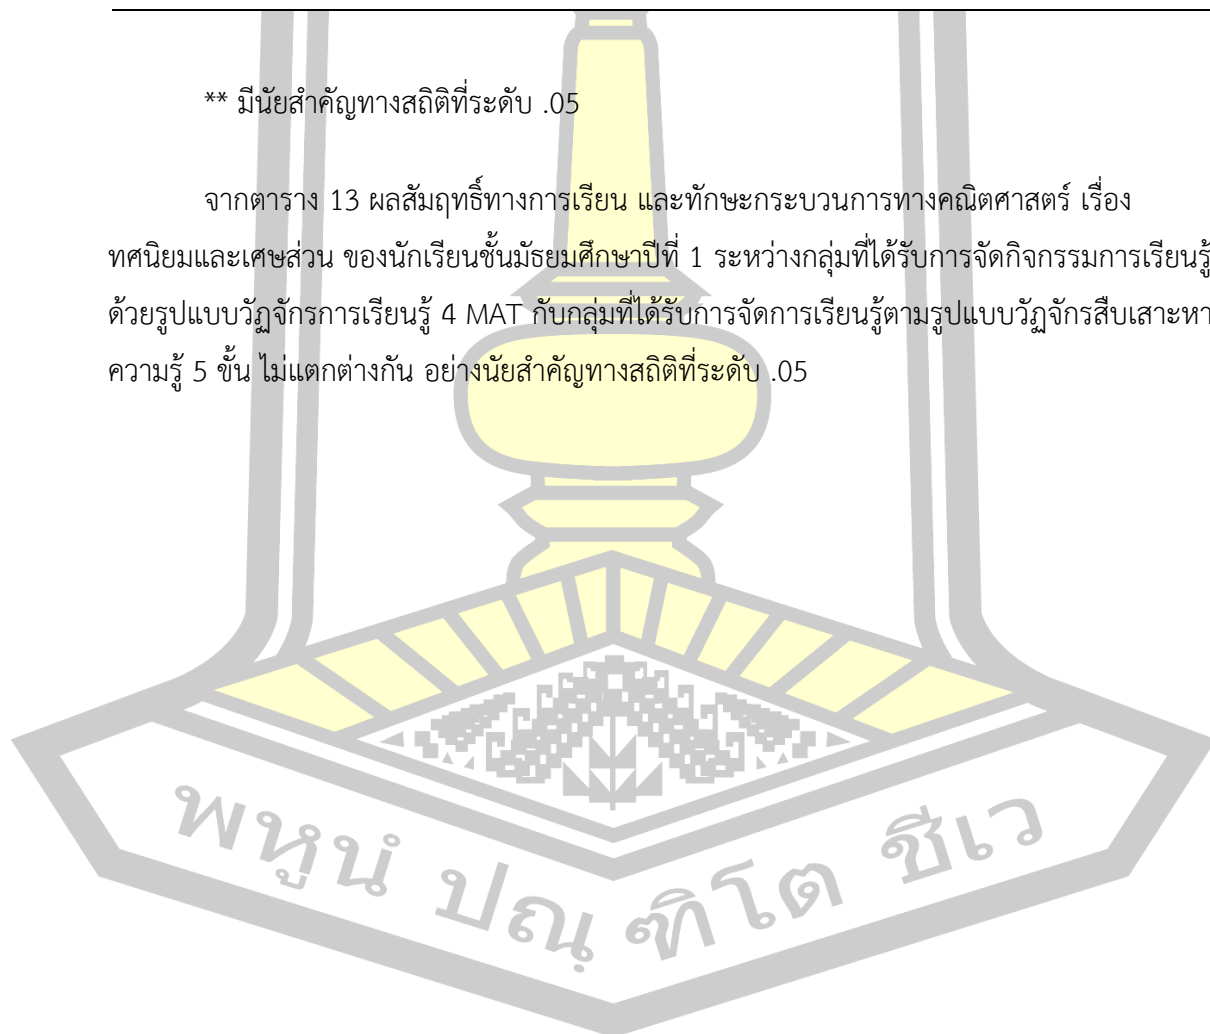 ** มีนัยสำคัญทางสถิติที่ระดับ .05
จากตาราง 13 ผลสัมฤทธิ์ทางการเรียน และทักษะกระบวนการทางคณิตศาสตร์ เรื่อง
ทศนิยมและเศษส่วน ของนักเรียนชั้นมัธยมศึกษาปีที่ 1 ระหว่างกลุ่มที่ได้รับการจัดกิจกรรมการเรียนรู้
ด้วยรูปแบบวัฏจักรการเรียนรู้ 4 MAT กับกลุ่มที่ได้รับการจัดการเรียนรู้ตามรูปแบบวัฏจักรสืบเสาะหา
ความรู้ 5 ขั้น ไม่แตกต่างกัน อย่างนัยสำคัญทางสถิติที่ระดับ .05
พหูนํ ปณฺฑิโต ชีเว